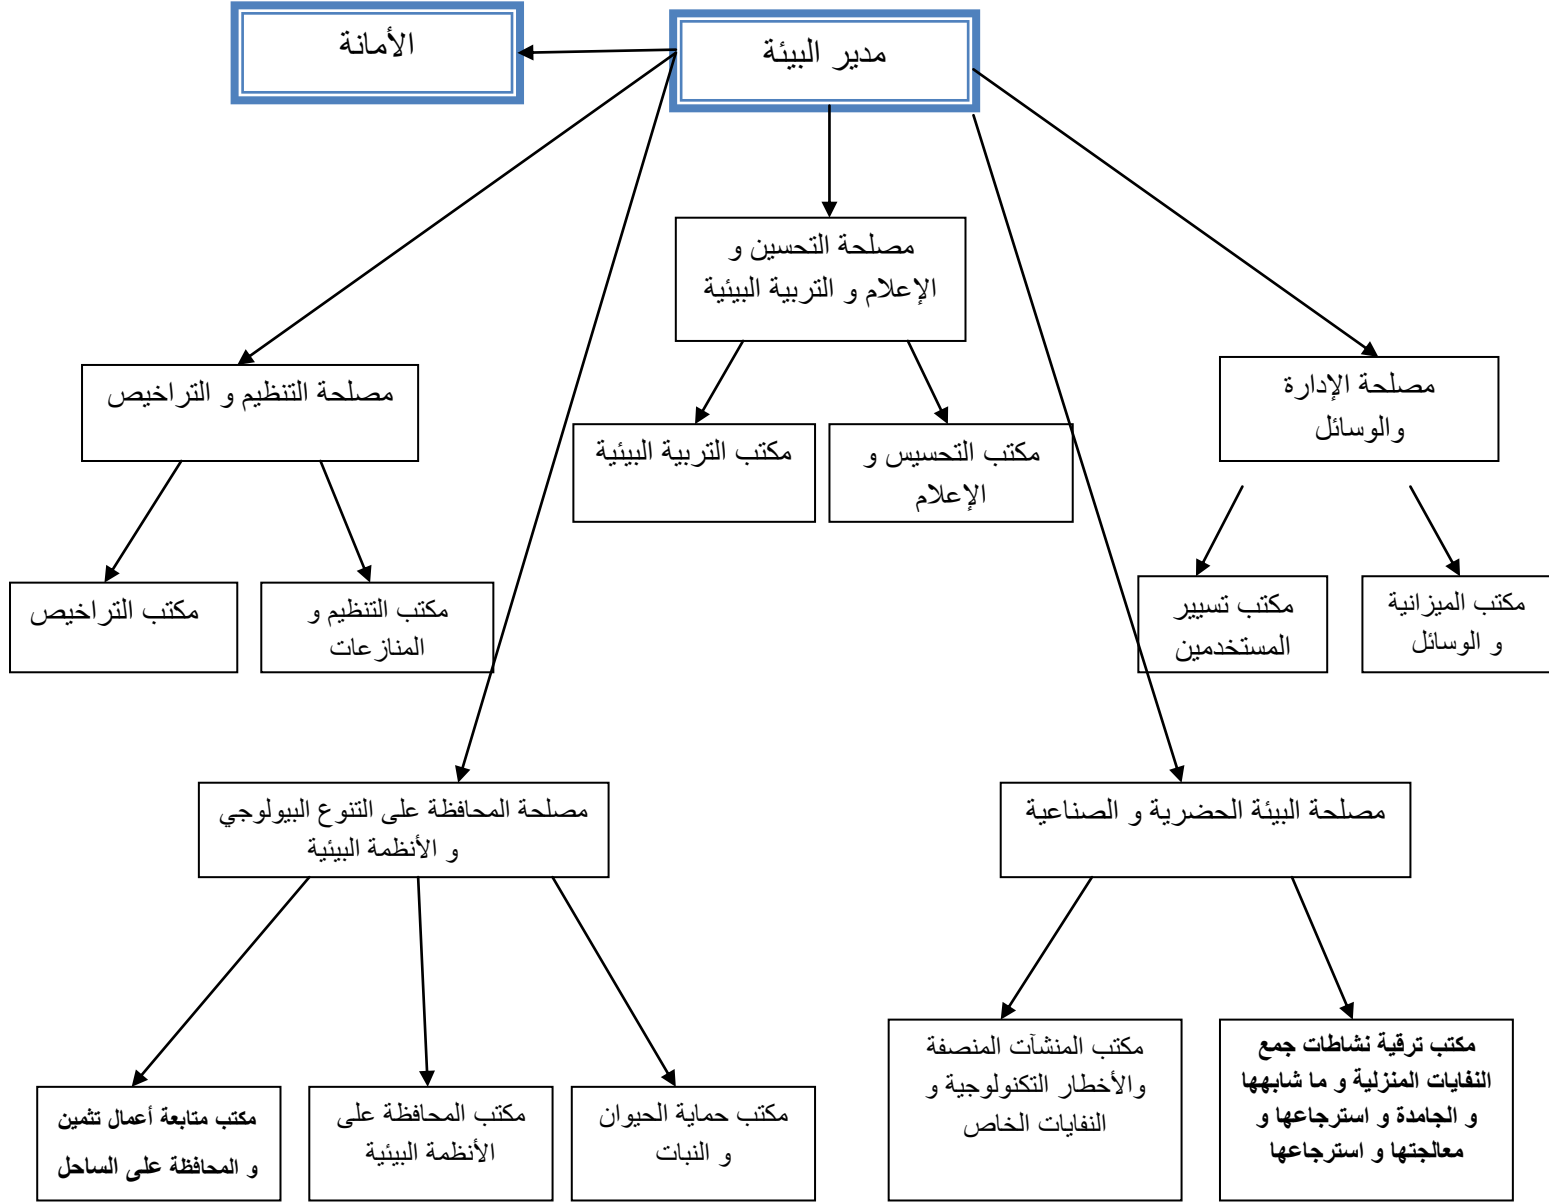 مدير البيئة
الأمانة
مصلحة التحسين و
الإعلام و التربية البيئية
مصلحة الإدارة
والوسائل
مصلحة التنظيم و التراخيص
مكتب التحسيس و
الإعلام
مكتب التربية البيئية
مكتب الميزانية
و الوسائل
مكتب تسيير
المستخدمين
مكتب التنظيم و
المنازعات
مكتب التراخيص
مصلحة البيئة الحضرية و الصناعية
مصلحة المحافظة على التنوع البيولوجي
و الأنظمة البيئية
مكتب ترقية نشاطات جمع
النفايات المنزلية و ما شابهها
و الجامدة و استرجاعها و
معالجتها و استرجاعها
مكتب المنشآت المنصفة
والأخطار التكنولوجية و
النفايات الخاص
مكتب حماية الحيوان
و النبات
مكتب المحافظة على
الأنظمة البيئية
مكتب متابعة أعمال تثمين
و المحافظة على الساحل